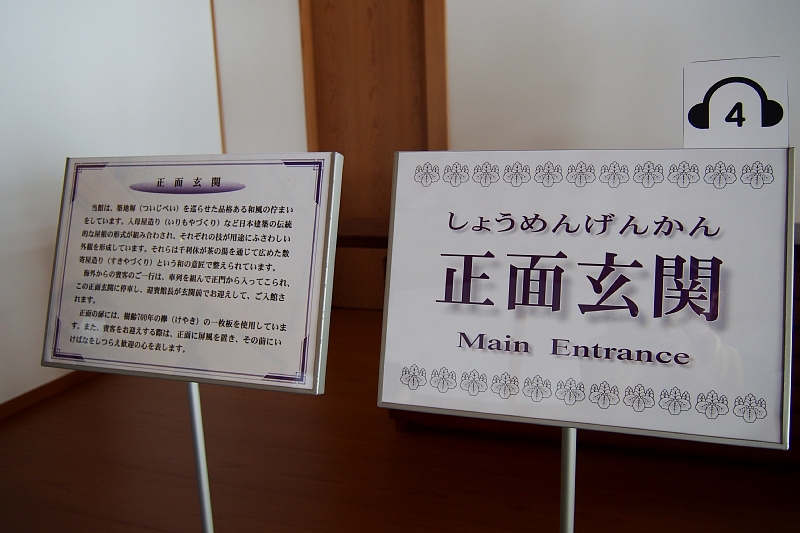 正面玄関
当館は、築地塀（ついじべい）を巡らせた品格ある和風の佇まい
をしています。入母屋造り（いりもやづくり）など日本建築の伝統
的な屋根の形式が組み合わされ、それぞれの技が用途にふさわしい
外観を形成しています。それらは千利休が茶の湯を通じて広めた数
寄屋造り（すきやづくり）という和の意匠で整えられています。
海外からの賓客のご一行は、車列を組んで正門から入ってこられ、
この正面玄関に停車し、迎賓館長が玄関前でお迎えして、ご入館さ
れます。
正面の扉には、樹齢700年の欅（けやき）の一枚板を使用していま
す。また、賓客をお迎えする際は、正面に屏風を置き、その前にい
けばなをしつらえ歓迎の心を表します。
4
しょうめんげんかん
正面玄関
Main Entrance